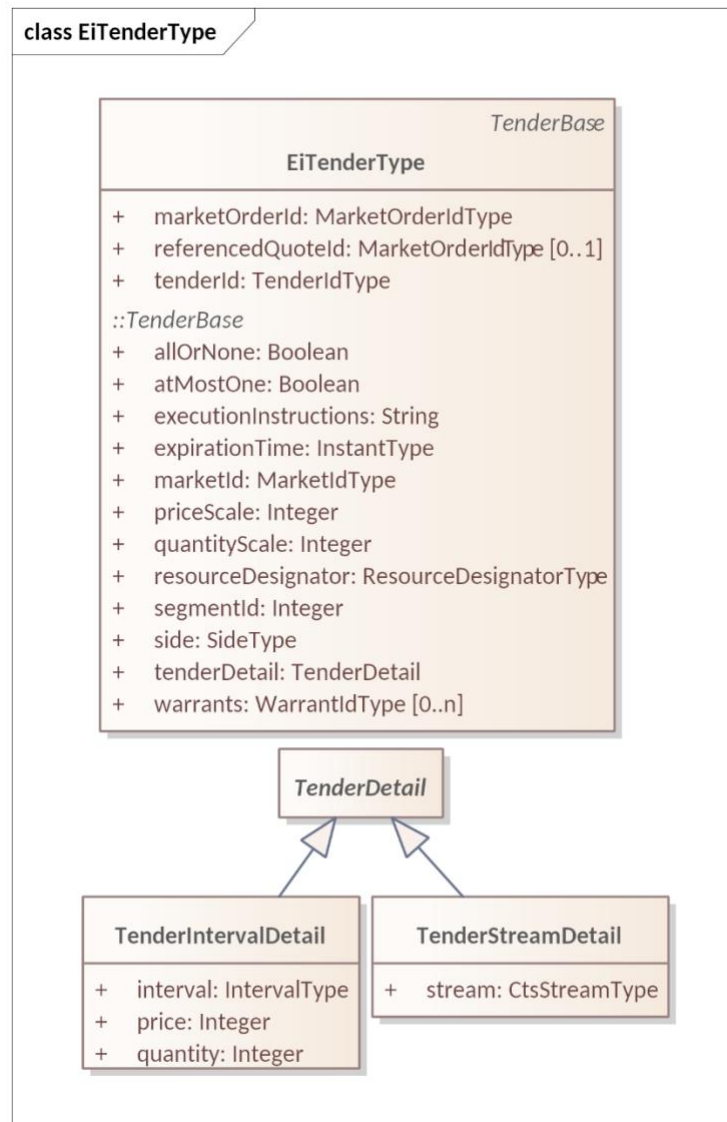 class EiTenderType
TenderBase
EiTenderType
+ marketOrderId: MarketOrderIdType
+ referencedQuoteId: MarketOrderIdType [0..1]
+ tenderId: TenderIdType
::TenderBase
+ allOrNone: Boolean
+ atMostOne: Boolean
+ executionInstructions: String
+ expirationTime: InstantType
+ marketId: MarketIdType
+ priceScale: Integer
+ quantityScale: Integer
+ resourceDesignator: ResourceDesignatorType
+ segmentId: Integer
+ side: SideType
+ tenderDetail: TenderDetail
+ warrants: WarrantIdType [0..n]
TenderDetail
TenderIntervalDetail
+ interval: IntervalType
+ price: Integer
+ quantity: Integer
TenderStreamDetail
+ stream: CtsStreamType